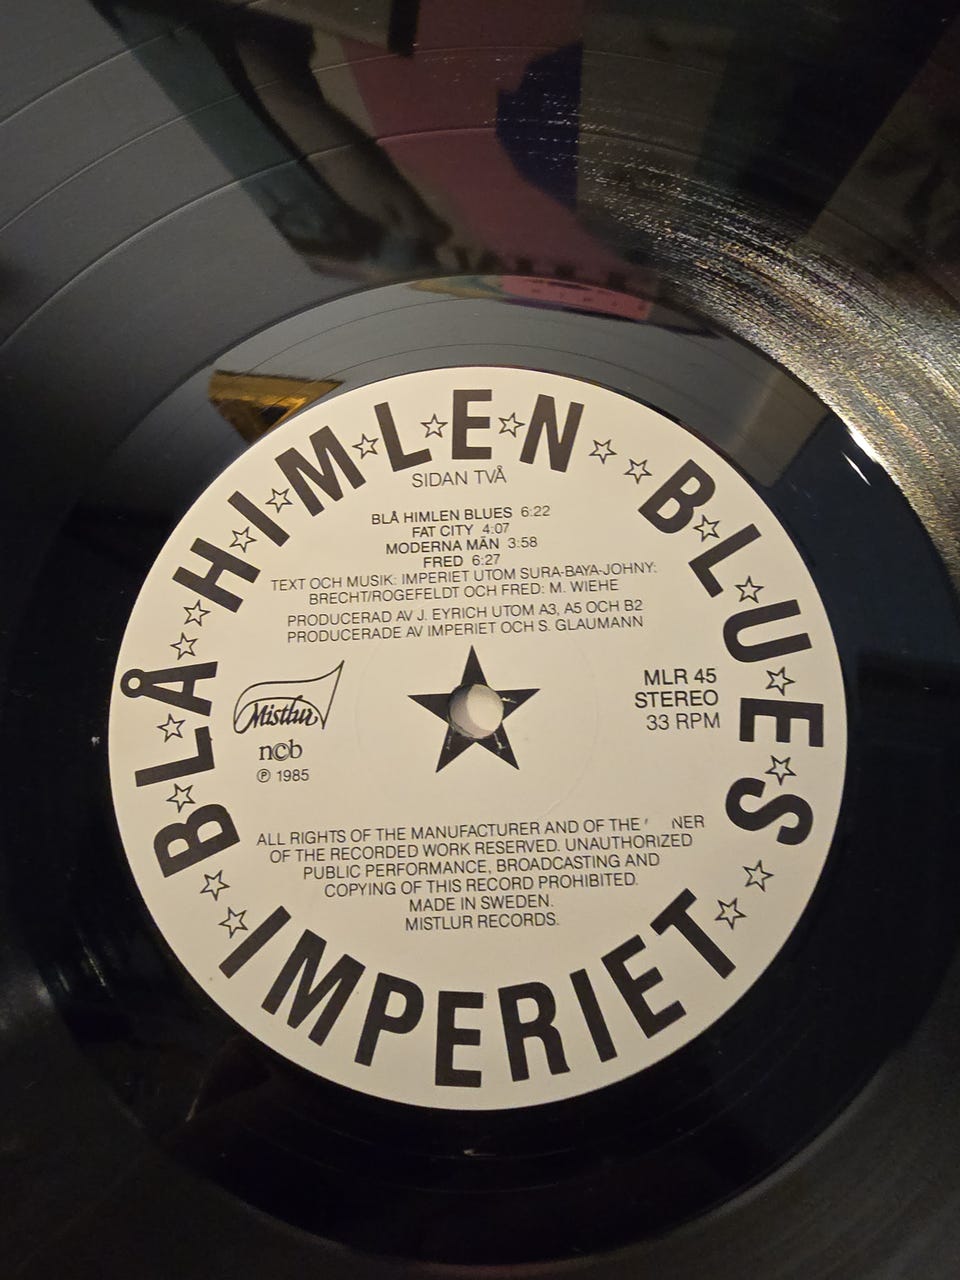 BLÅ HIMLEN BLUES
SIDAN TVÅ
BLÅ HIMLEN BLUES 6:22
FAT CITY 4:07
MODERNA MÄN 3:58
FRED 6:27
TEXT OCH MUSIK: IMPERIET UTOM SURA-BAYA-JOHNY:
BRECHT/ROGEFELDT OCH FRED: M. WIEHE
PRODUCERAD AV J. EYRICH UTOM A3, A5 OCH B2
PRODUCERADE AV IMPERIET OCH S. GLAUMANN
Mistlur
ncb
℗ 1985
MLR 45
STEREO
33 RPM
ALL RIGHTS OF THE MANUFACTURER AND OF THE NER
OF THE RECORDED WORK RESERVED. UNAUTHORIZED
PUBLIC PERFORMANCE, BROADCASTING AND
COPYING OF THIS RECORD PROHIBITED.
MADE IN SWEDEN.
MISTLUR RECORDS.
IMPERIET